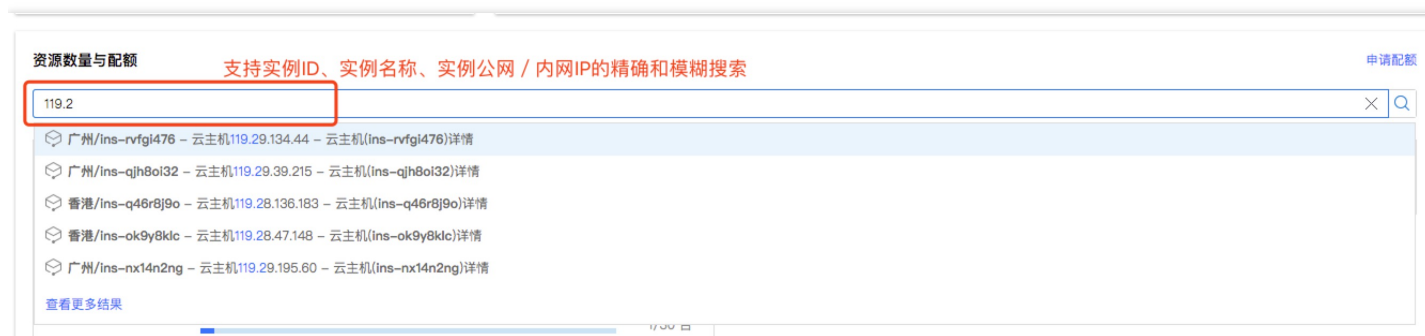 资源数量与配额
支持实例ID、实例名称、实例公网 / 内网IP的精确和模糊搜索
申请配额
119.2
广州/ins-rvfgi476 - 云主机119.29.134.44 - 云主机(ins-rvfgi476)详情
广州/ins-qjh8oi32 - 云主机119.29.39.215 - 云主机(ins-qjh8oi32)详情
香港/ins-q46r8j9o - 云主机119.28.136.183 - 云主机(ins-q46r8j9o)详情
香港/ins-ok9y8klc - 云主机119.28.47.148 - 云主机(ins-ok9y8klc)详情
广州/ins-nx14n2ng - 云主机119.29.195.60 - 云主机(ins-nx14n2ng)详情
查看更多结果